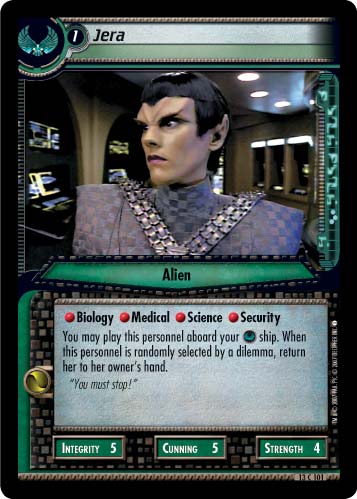 1 Jera
Alien
Biology Medical Science Security
You may play this personnel aboard your ship. When
this personnel is randomly selected by a dilemma, return
her to her owner's hand.
"You must stop!"
INTEGRITY 5 CUNNING 5 STRENGTH 4
13 C 101